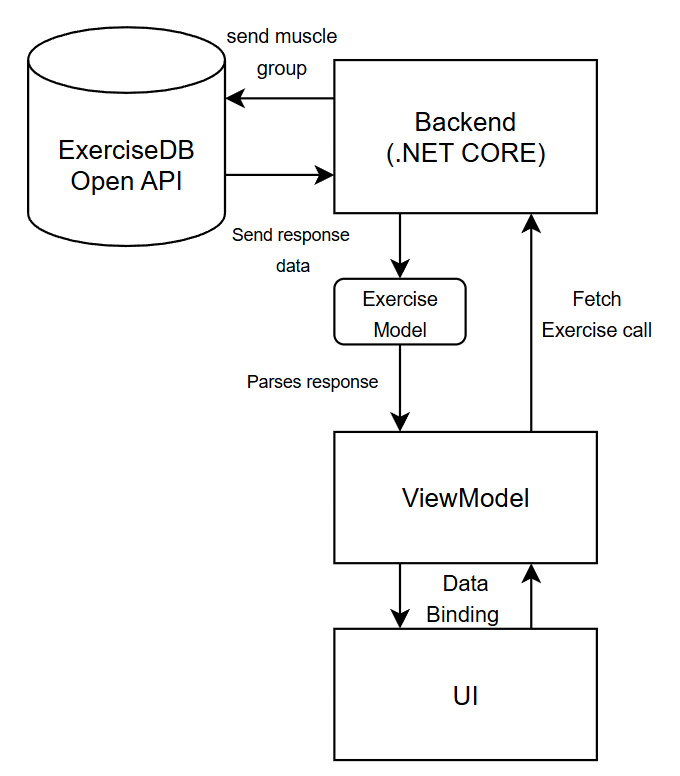 send muscle
group
ExerciseDB
Open API
Backend
(.NET CORE)
Send response
data
Exercise
Model
Fetch
Exercise call
Parses response
ViewModel
Data
Binding
UI